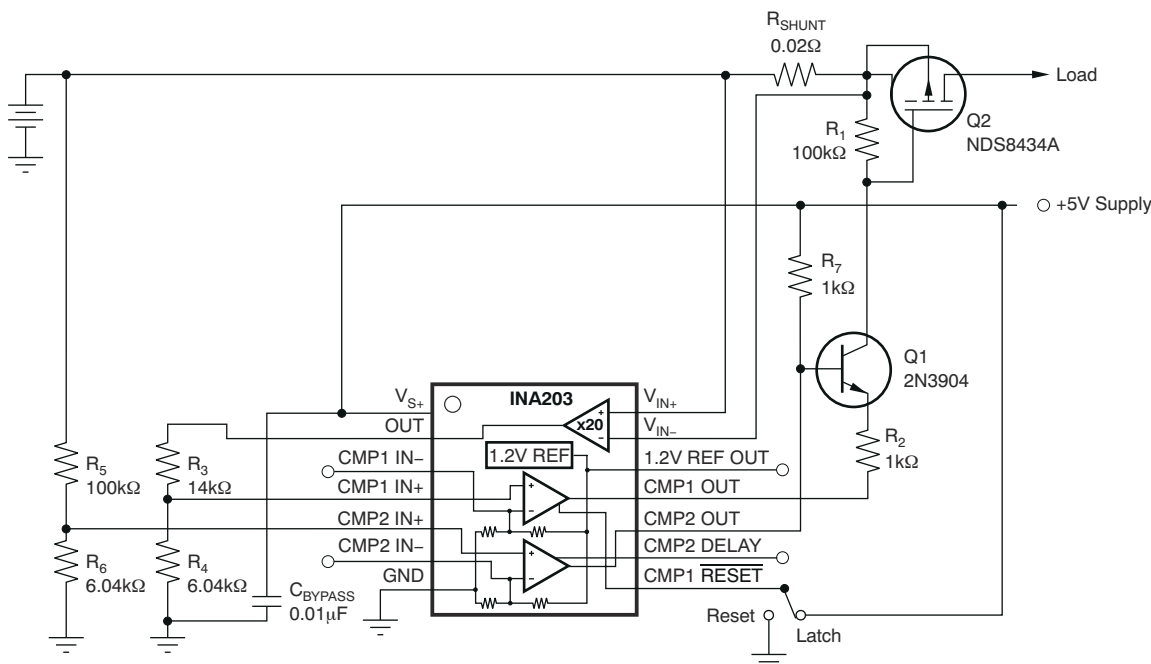 R_SHUNT
0.02Ω
Load
Q2
NDS8434A
R1
100kΩ
+5V Supply
R7
1kΩ
Q1
2N3904
R2
1kΩ
INA203
VS+
OUT
CMP1 IN−
CMP1 IN+
CMP2 IN+
CMP2 IN−
GND
x20
+
−
1.2V REF
+
−
+
−
VIN+
VIN−
1.2V REF OUT
CMP1 OUT
CMP2 OUT
CMP2 DELAY
CMP1 R̅E̅S̅E̅T̅
R5
100kΩ
R3
14kΩ
R6
6.04kΩ
R4
6.04kΩ
CBYPASS
0.01μF
Reset
Latch